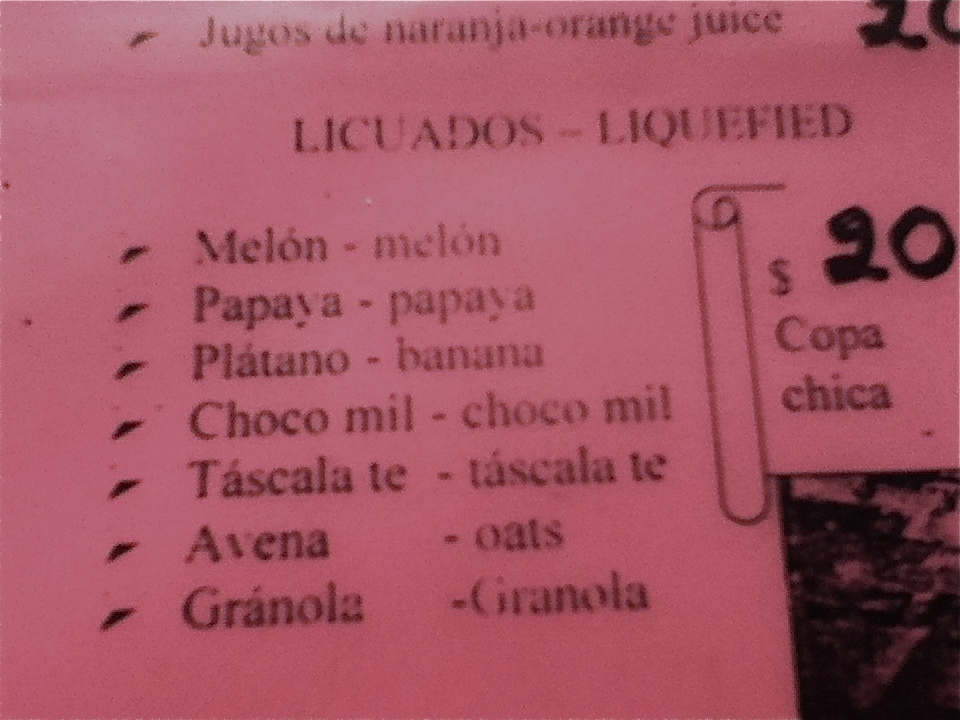 Jugos de naranja-orange juice 20
LICUADOS – LIQUEFIED
Melón - melón
Papaya - papaya
Plátano - banana
Choco mil - choco mil
Táscala te - táscala te
Avena - oats
Gránola -Granola
$ 20
Copa
chica